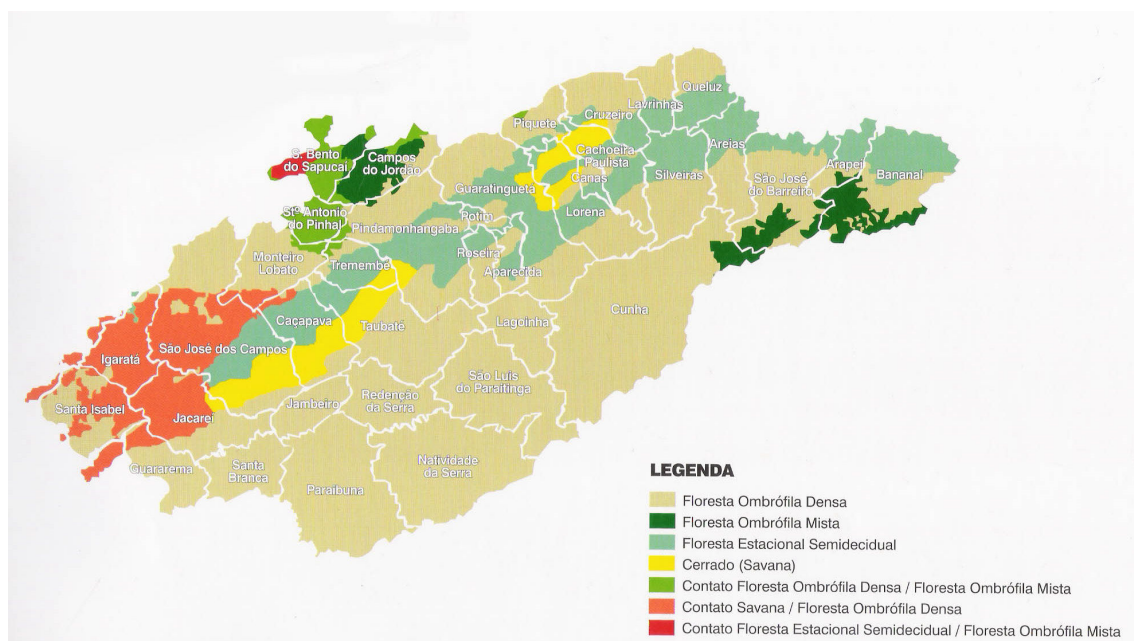 Queluz
Lavrinhas
Cruzeiro
Piquete
Cachoeira
Paulista
Canas
Areias
Silveiras
São José
do Barreiro
Arapeí
Bananal
S. Bento
do Sapucaí
Campos
do Jordão
Guaratinguetá
Lorena
Stº Antonio
do Pinhal
Potim
Pindamonhangaba
Roseira
Aparecida
Monteiro
Lobato
Tremembé
Cunha
Lagoinha
Caçapava
Taubaté
São José dos Campos
Igaratá
São Luis
do Paraitinga
Redenção
da Serra
Jambeiro
Santa Isabel
Jacareí
Guararema
Santa
Branca
Paraibuna
Natividade
da Serra
LEGENDA
Floresta Ombrófila Densa
Floresta Ombrófila Mista
Floresta Estacional Semidecidual
Cerrado (Savana)
Contato Floresta Ombrófila Densa / Floresta Ombrófila Mista
Contato Savana / Floresta Ombrófila Densa
Contato Floresta Estacional Semidecidual / Floresta Ombrófila Mista